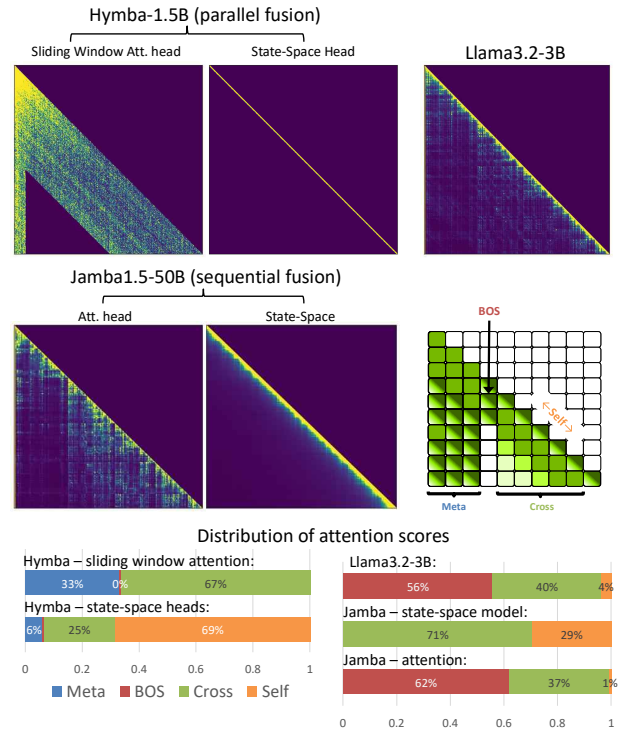 Hymba-1.5B (parallel fusion)
Sliding Window Att. head
State-Space Head
Llama3.2-3B
Jamba1.5-50B (sequential fusion)
Att. head
State-Space
BOS
←Self→
Meta
Cross
Distribution of attention scores
Hymba – sliding window attention:
33% 0% 67%
Hymba – state-space heads:
6% 25% 69%
0 0.2 0.4 0.6 0.8 1
Meta BOS Cross Self
Llama3.2-3B:
56% 40% 4%
Jamba – state-space model:
71% 29%
Jamba – attention:
62% 37% 1%
0 0.2 0.4 0.6 0.8 1